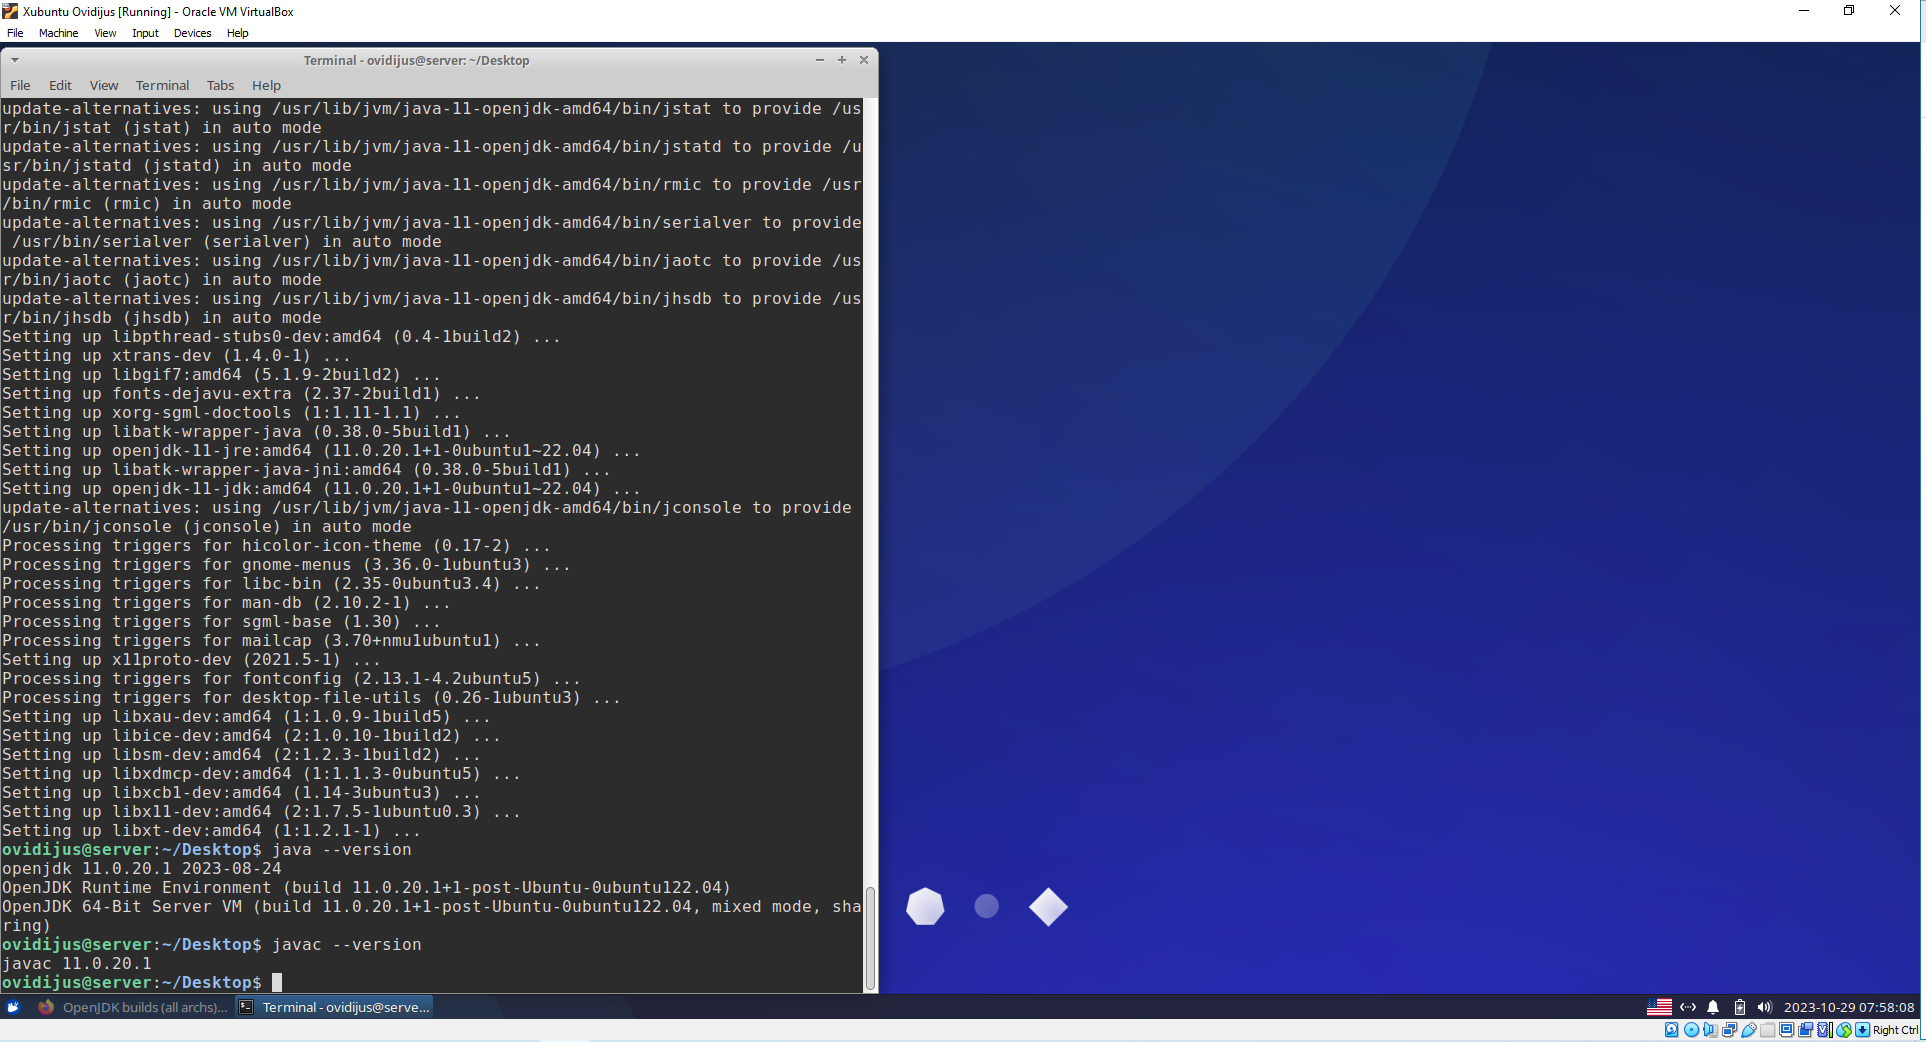 Xubuntu Ovidijus [Running] - Oracle VM VirtualBox
File Machine View Input Devices Help
Terminal - ovidijus@server: ~/Desktop
File Edit View Terminal Tabs Help
update-alternatives: using /usr/lib/jvm/java-11-openjdk-amd64/bin/jstat to provide /us
r/bin/jstat (jstat) in auto mode
update-alternatives: using /usr/lib/jvm/java-11-openjdk-amd64/bin/jstatd to provide /u
sr/bin/jstatd (jstatd) in auto mode
update-alternatives: using /usr/lib/jvm/java-11-openjdk-amd64/bin/rmic to provide /usr
/bin/rmic (rmic) in auto mode
update-alternatives: using /usr/lib/jvm/java-11-openjdk-amd64/bin/serialver to provide
 /usr/bin/serialver (serialver) in auto mode
update-alternatives: using /usr/lib/jvm/java-11-openjdk-amd64/bin/jaotc to provide /us
r/bin/jaotc (jaotc) in auto mode
update-alternatives: using /usr/lib/jvm/java-11-openjdk-amd64/bin/jhsdb to provide /us
r/bin/jhsdb (jhsdb) in auto mode
Setting up libpthread-stubs0-dev:amd64 (0.4-1build2) ...
Setting up xtrans-dev (1.4.0-1) ...
Setting up libgif7:amd64 (5.1.9-2build2) ...
Setting up fonts-dejavu-extra (2.37-2build1) ...
Setting up xorg-sgml-doctools (1:1.11-1.1) ...
Setting up libatk-wrapper-java (0.38.0-5build1) ...
Setting up openjdk-11-jre:amd64 (11.0.20.1+1-0ubuntu1~22.04) ...
Setting up libatk-wrapper-java-jni:amd64 (0.38.0-5build1) ...
Setting up openjdk-11-jdk:amd64 (11.0.20.1+1-0ubuntu1~22.04) ...
update-alternatives: using /usr/lib/jvm/java-11-openjdk-amd64/bin/jconsole to provide
/usr/bin/jconsole (jconsole) in auto mode
Processing triggers for hicolor-icon-theme (0.17-2) ...
Processing triggers for gnome-menus (3.36.0-1ubuntu3) ...
Processing triggers for libc-bin (2.35-0ubuntu3.4) ...
Processing triggers for man-db (2.10.2-1) ...
Processing triggers for sgml-base (1.30) ...
Processing triggers for mailcap (3.70+nmu1ubuntu1) ...
Setting up x11proto-dev (2021.5-1) ...
Processing triggers for fontconfig (2.13.1-4.2ubuntu5) ...
Processing triggers for desktop-file-utils (0.26-1ubuntu3) ...
Setting up libxau-dev:amd64 (1:1.0.9-1build5) ...
Setting up libice-dev:amd64 (2:1.0.10-1build2) ...
Setting up libsm-dev:amd64 (2:1.2.3-1build2) ...
Setting up libxdmcp-dev:amd64 (1:1.1.3-0ubuntu5) ...
Setting up libxcb1-dev:amd64 (1.14-3ubuntu3) ...
Setting up libx11-dev:amd64 (2:1.7.5-1ubuntu0.3) ...
Setting up libxt-dev:amd64 (1:1.2.1-1) ...
ovidijus@server:~/Desktop$ java --version
openjdk 11.0.20.1 2023-08-24
OpenJDK Runtime Environment (build 11.0.20.1+1-post-Ubuntu-0ubuntu122.04)
OpenJDK 64-Bit Server VM (build 11.0.20.1+1-post-Ubuntu-0ubuntu122.04, mixed mode, sha
ring)
ovidijus@server:~/Desktop$ javac --version
javac 11.0.20.1
ovidijus@server:~/Desktop$
OpenJDK builds (all archs)... Terminal - ovidijus@serve... 2023-10-29 07:58:08
Right Ctrl